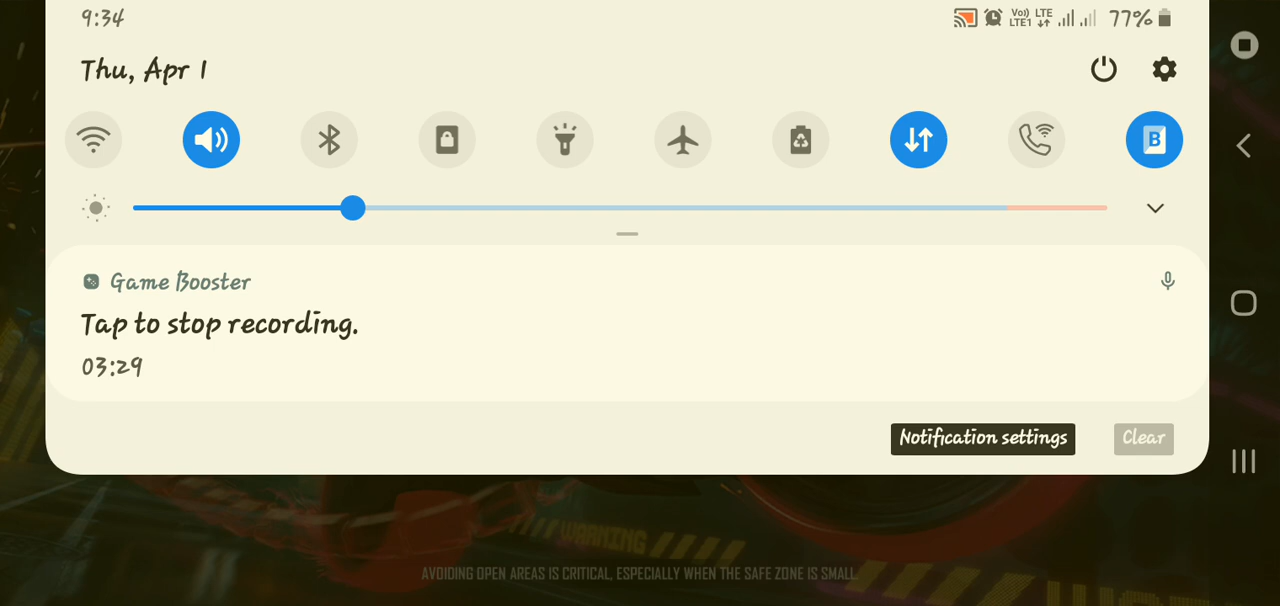 9:34
Vo)) LTE1 LTE 77%
Thu, Apr 1
B
Game Booster
Tap to stop recording.
03:29
Notification settings
Clear
WARNING
AVOIDING OPEN AREAS IS CRITICAL, ESPECIALLY WHEN THE SAFE ZONE IS SMALL.